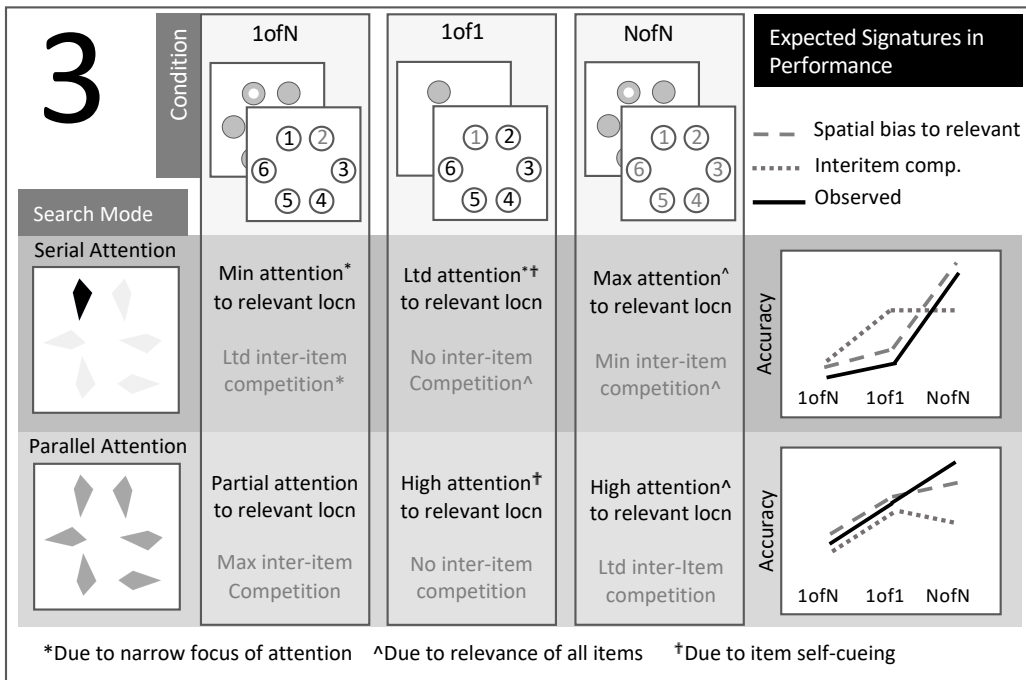 3
Condition
1ofN
1of1
NofN
Expected Signatures in
Performance
Spatial bias to relevant
Interitem comp.
Observed
1 2
6 3
5 4
1 2
6 3
5 4
1 2
6 3
5 4
Search Mode
Serial Attention
Min attention*
to relevant locn
Ltd inter-item
competition*
Ltd attention*†
to relevant locn
No inter-item
Competition^
Max attention^
to relevant locn
Min inter-item
competition^
Accuracy
1ofN 1of1 NofN
Parallel Attention
Partial attention
to relevant locn
Max inter-item
Competition
High attention†
to relevant locn
No inter-item
competition
High attention^
to relevant locn
Ltd inter-Item
competition
Accuracy
1ofN 1of1 NofN
*Due to narrow focus of attention ^Due to relevance of all items †Due to item self-cueing